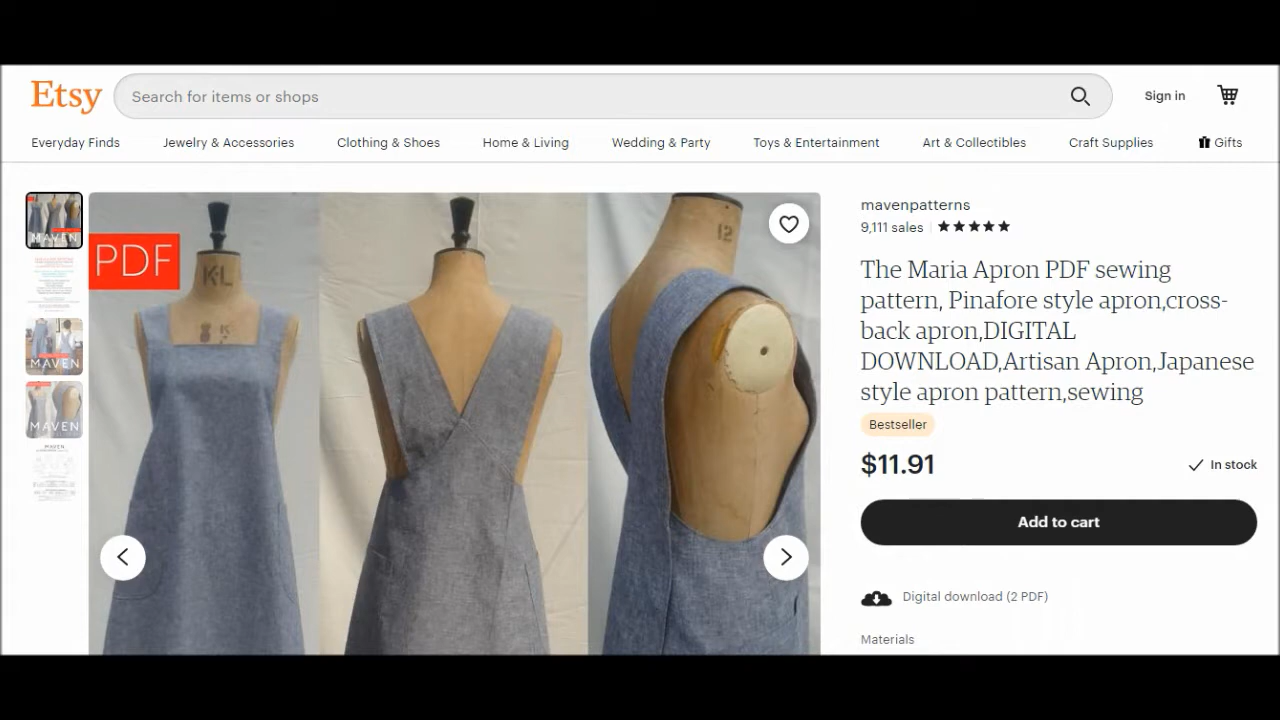 Etsy
Search for items or shops
Sign in
Everyday Finds
Jewelry & Accessories
Clothing & Shoes
Home & Living
Wedding & Party
Toys & Entertainment
Art & Collectibles
Craft Supplies
Gifts
PDF
K-L
12
MAVEN
MAVEN
MAVEN
MAVEN
mavenpatterns
9,111 sales
The Maria Apron PDF sewing
pattern, Pinafore style apron,cross-
back apron,DIGITAL
DOWNLOAD,Artisan Apron,Japanese
style apron pattern,sewing
Bestseller
$11.91
In stock
Add to cart
Digital download (2 PDF)
Materials